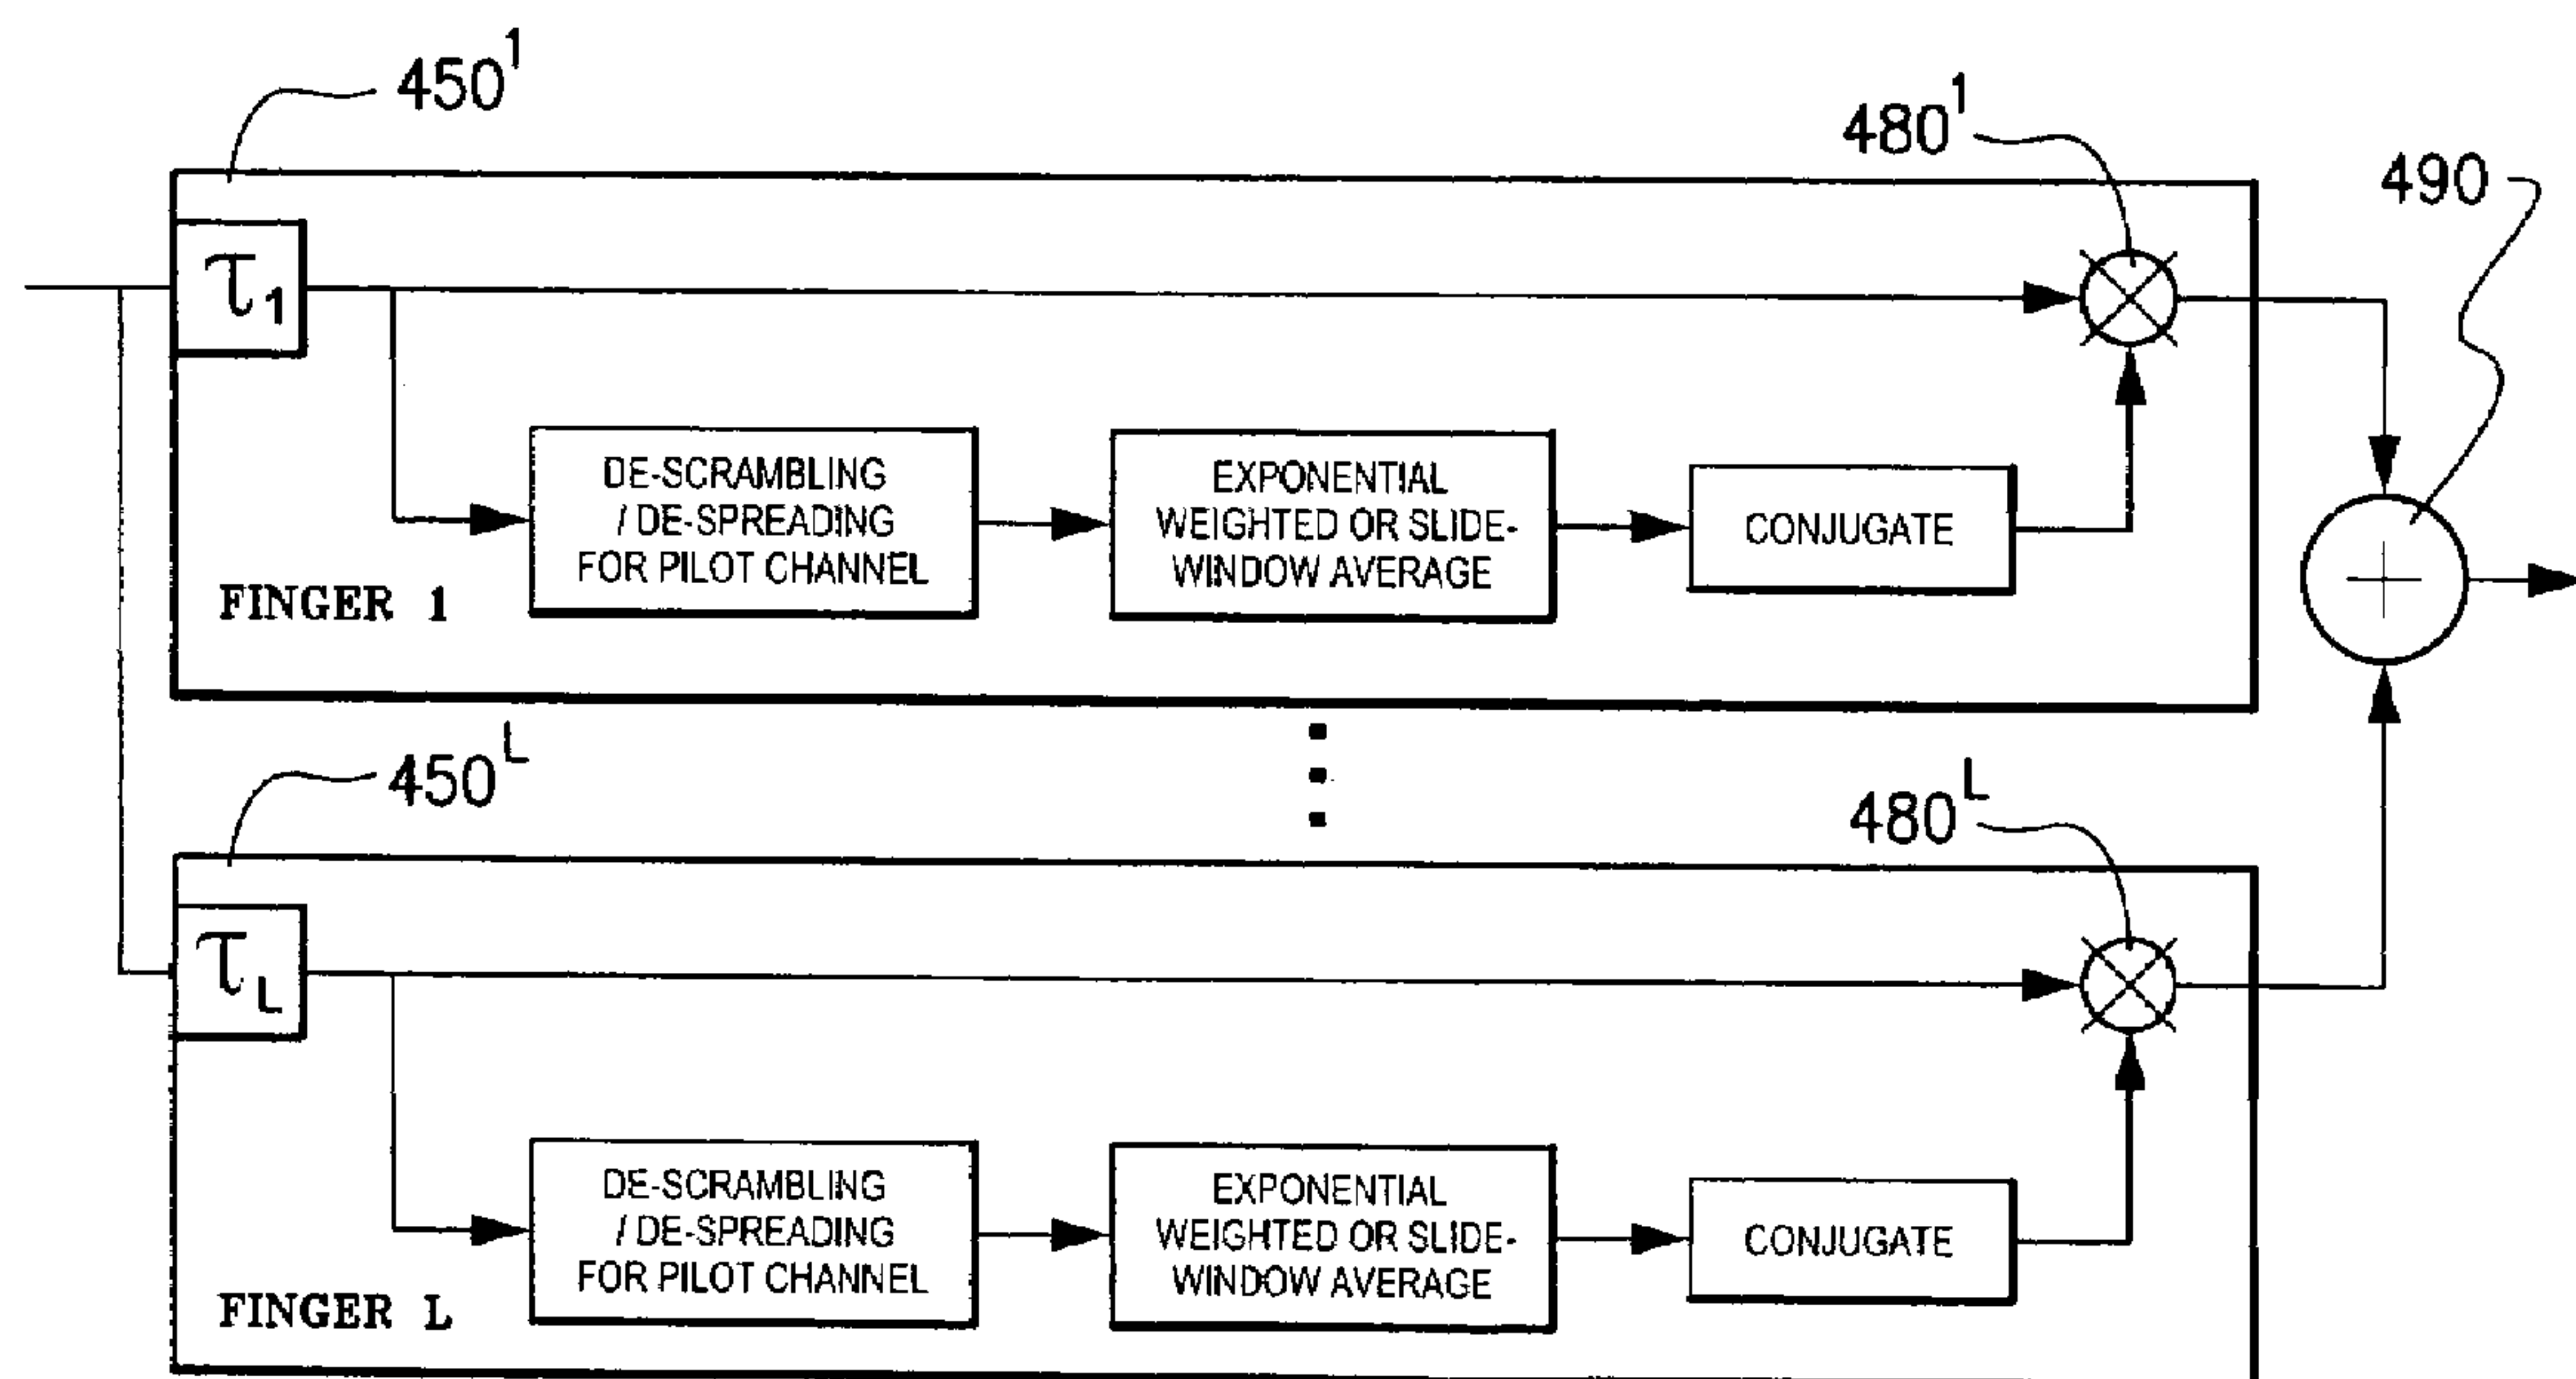 450¹
480¹
490
τ₁
DE-SCRAMBLING
/ DE-SPREADING
FOR PILOT CHANNEL
EXPONENTIAL
WEIGHTED OR SLIDE-
WINDOW AVERAGE
CONJUGATE
FINGER 1
450ᴸ
480ᴸ
τL
DE-SCRAMBLING
/ DE-SPREADING
FOR PILOT CHANNEL
EXPONENTIAL
WEIGHTED OR SLIDE-
WINDOW AVERAGE
CONJUGATE
FINGER L